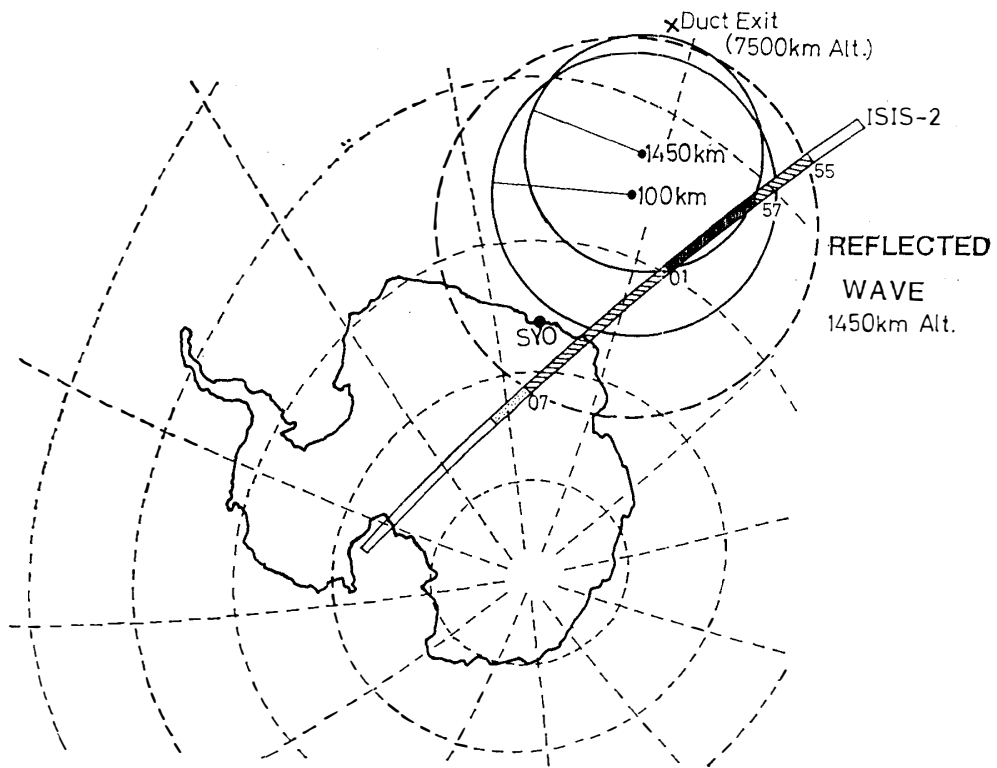 ×Duct Exit
(7500km Alt.)
ISIS-2
1450km
55
100km
57
REFLECTED
WAVE
1450km Alt.
01
SYO
07